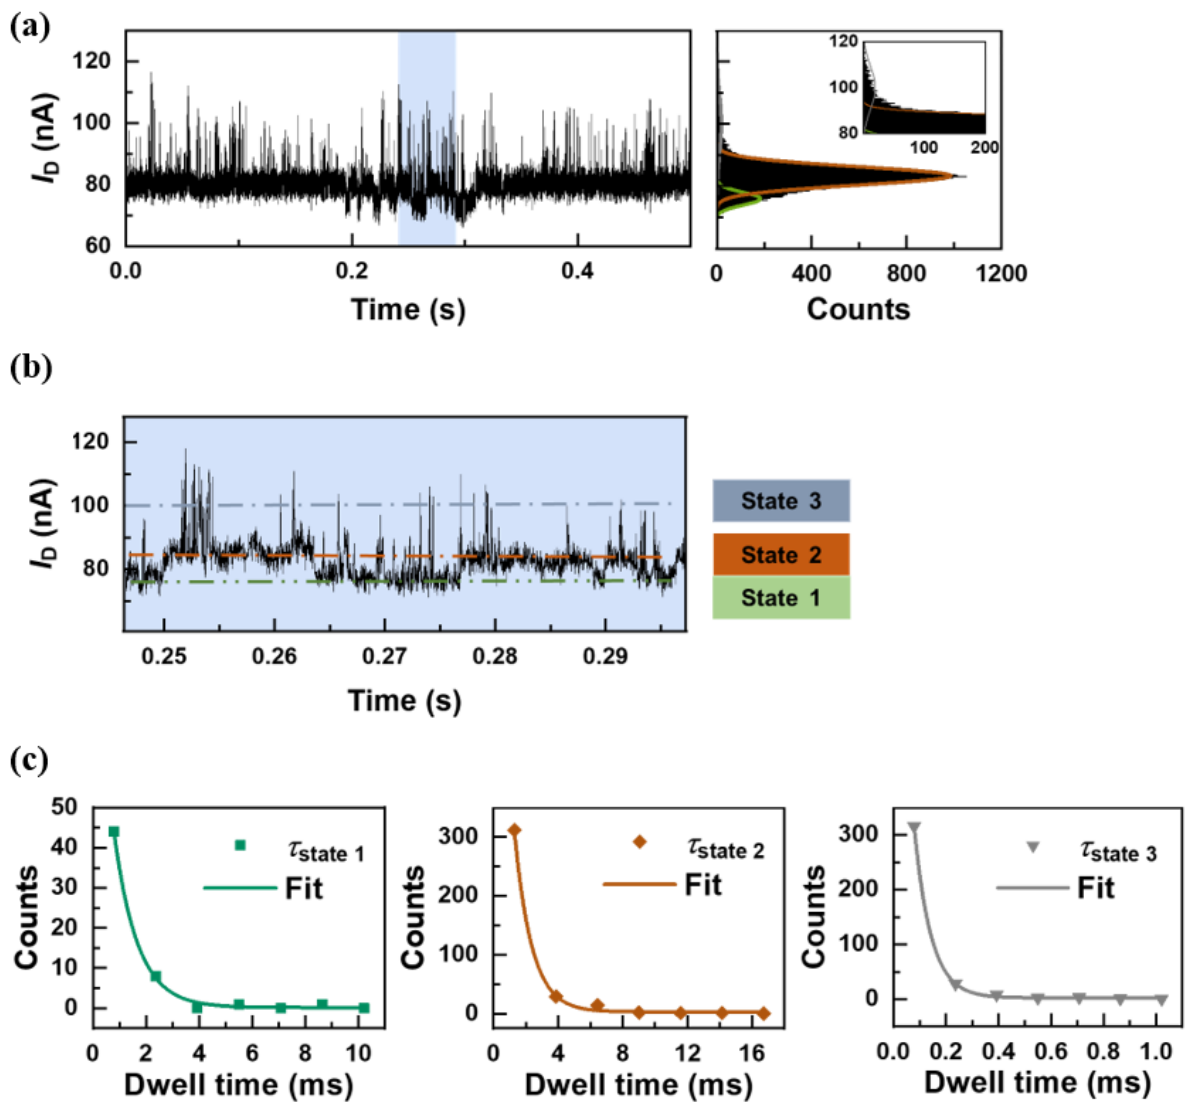 (a)
I_D (nA)
120
100
80
60
0.0 0.2 0.4
Time (s)
120
100
80
100 200
0 400 800 1200
Counts
(b)
I_D (nA)
120
100
80
0.25 0.26 0.27 0.28 0.29
Time (s)
State 3
State 2
State 1
(c)
Counts
50
40
30
20
10
0
τstate 1
Fit
0 2 4 6 8 10
Dwell time (ms)
Counts
300
200
100
0
τstate 2
Fit
0 4 8 12 16
Dwell time (ms)
Counts
300
200
100
0
τstate 3
Fit
0.0 0.2 0.4 0.6 0.8 1.0
Dwell time (ms)